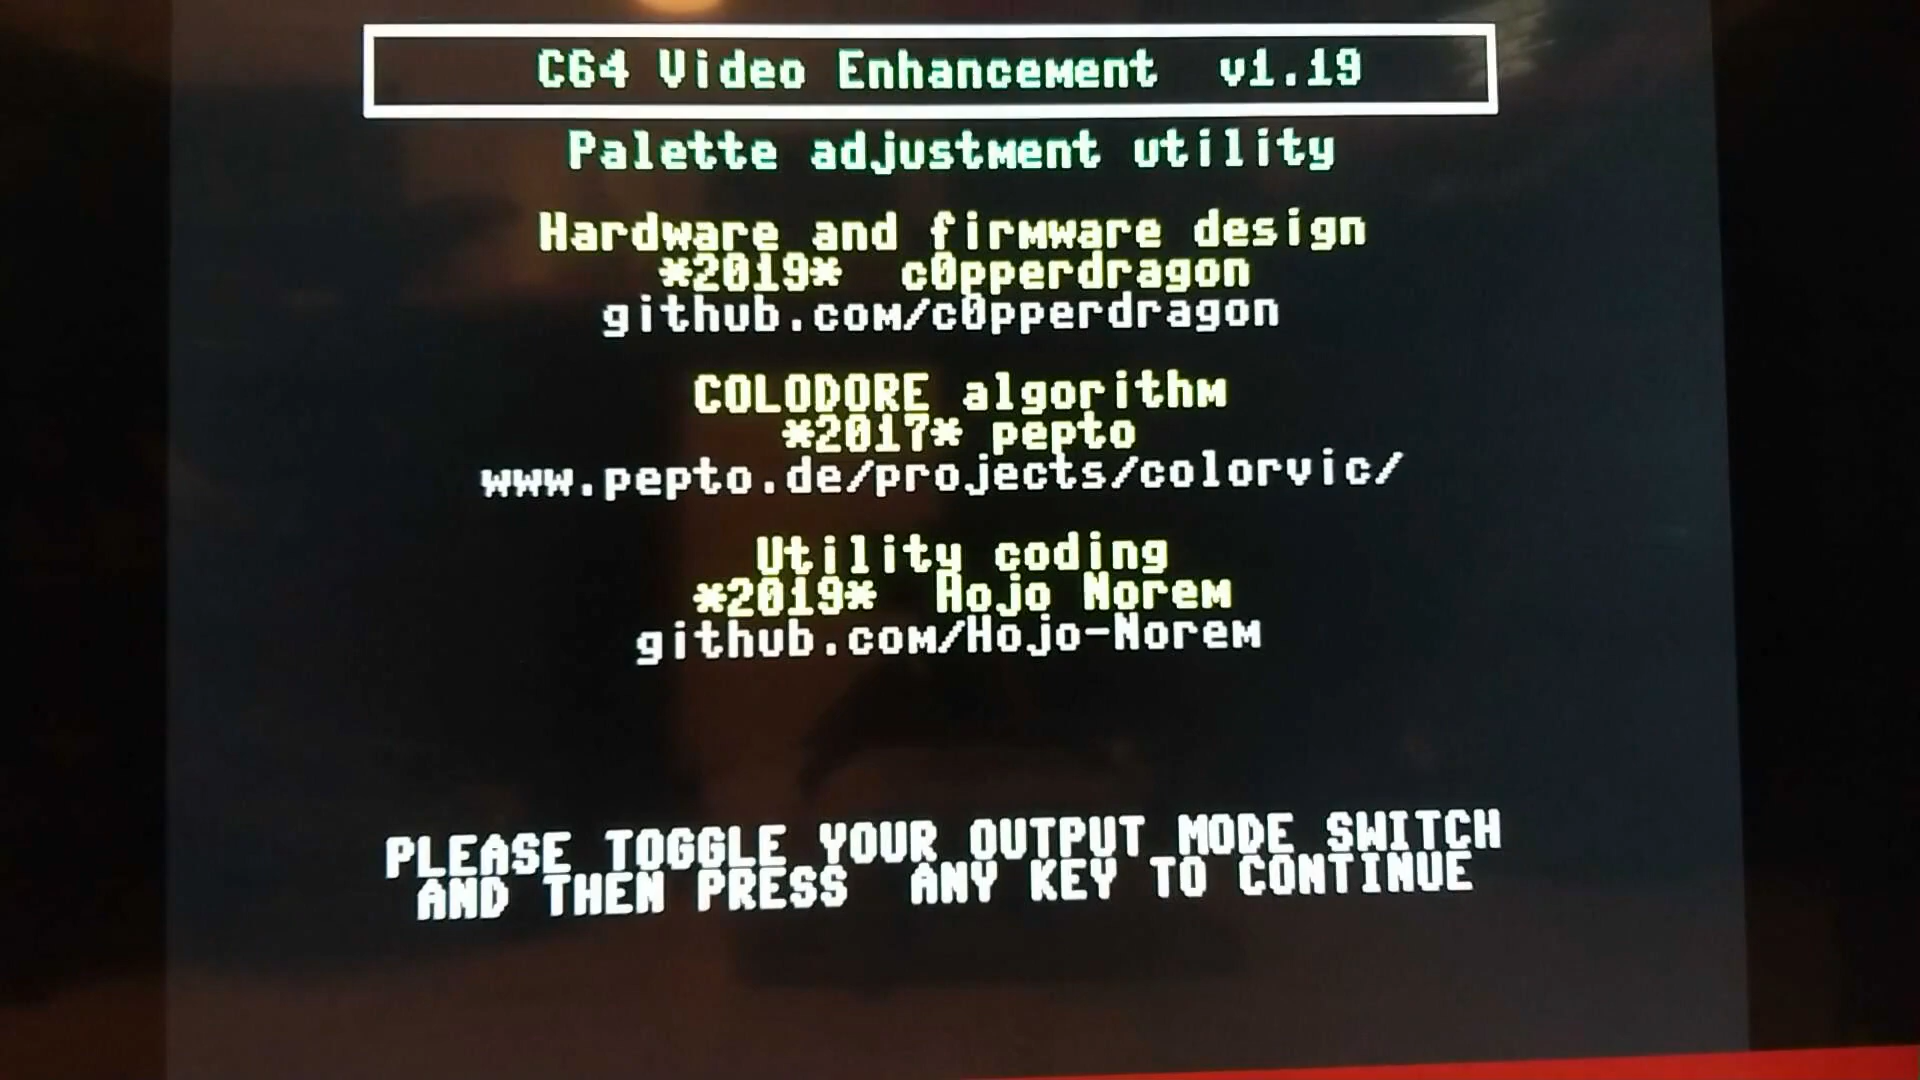 C64 Video Enhancement  v1.19
Palette adjustment utility
Hardware and firmware design
*2019*  c0pperdragon
github.com/c0pperdragon
COLODORE algorithm
*2017* pepto
www.pepto.de/projects/colorvic/
Utility coding
*2019*  Hojo Norem
github.com/Hojo-Norem
PLEASE TOGGLE YOUR OUTPUT MODE SWITCH
AND THEN PRESS  ANY KEY TO CONTINUE